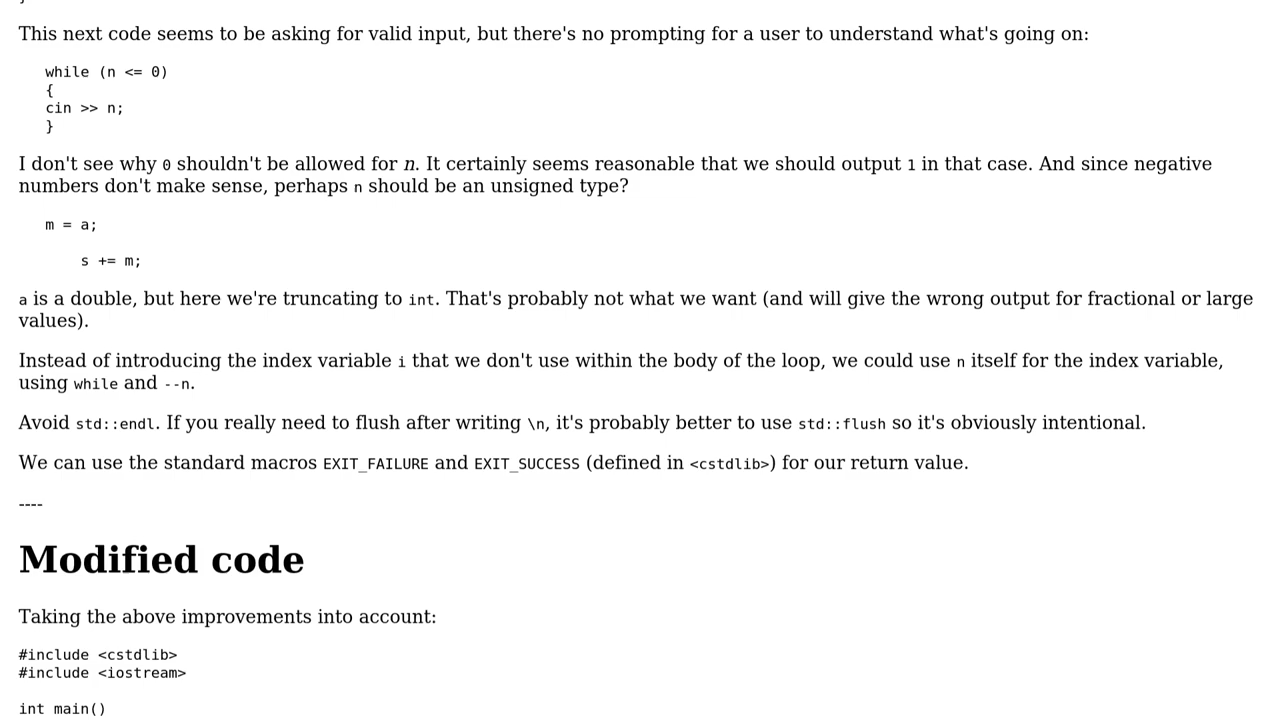 }
This next code seems to be asking for valid input, but there's no prompting for a user to understand what's going on:
while (n <= 0)
{
cin >> n;
}
I don't see why 0 shouldn't be allowed for n. It certainly seems reasonable that we should output 1 in that case. And since negative
numbers don't make sense, perhaps n should be an unsigned type?
m = a;
s += m;
a is a double, but here we're truncating to int. That's probably not what we want (and will give the wrong output for fractional or large
values).
Instead of introducing the index variable i that we don't use within the body of the loop, we could use n itself for the index variable,
using while and --n.
Avoid std::endl. If you really need to flush after writing \n, it's probably better to use std::flush so it's obviously intentional.
We can use the standard macros EXIT_FAILURE and EXIT_SUCCESS (defined in <cstdlib>) for our return value.
----
Modified code
Taking the above improvements into account:
#include <cstdlib>
#include <iostream>
int main()